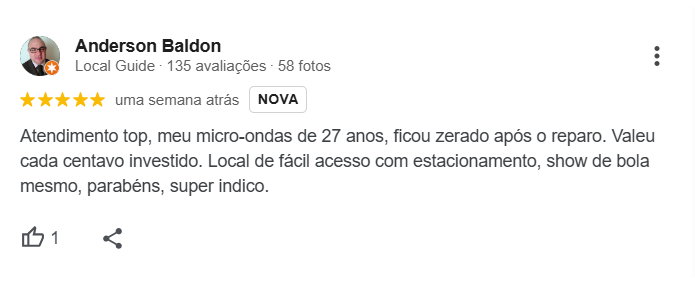 Anderson Baldon
Local Guide · 135 avaliações · 58 fotos
uma semana atrás NOVA
Atendimento top, meu micro-ondas de 27 anos, ficou zerado após o reparo. Valeu
cada centavo investido. Local de fácil acesso com estacionamento, show de bola
mesmo, parabéns, super indico.
1